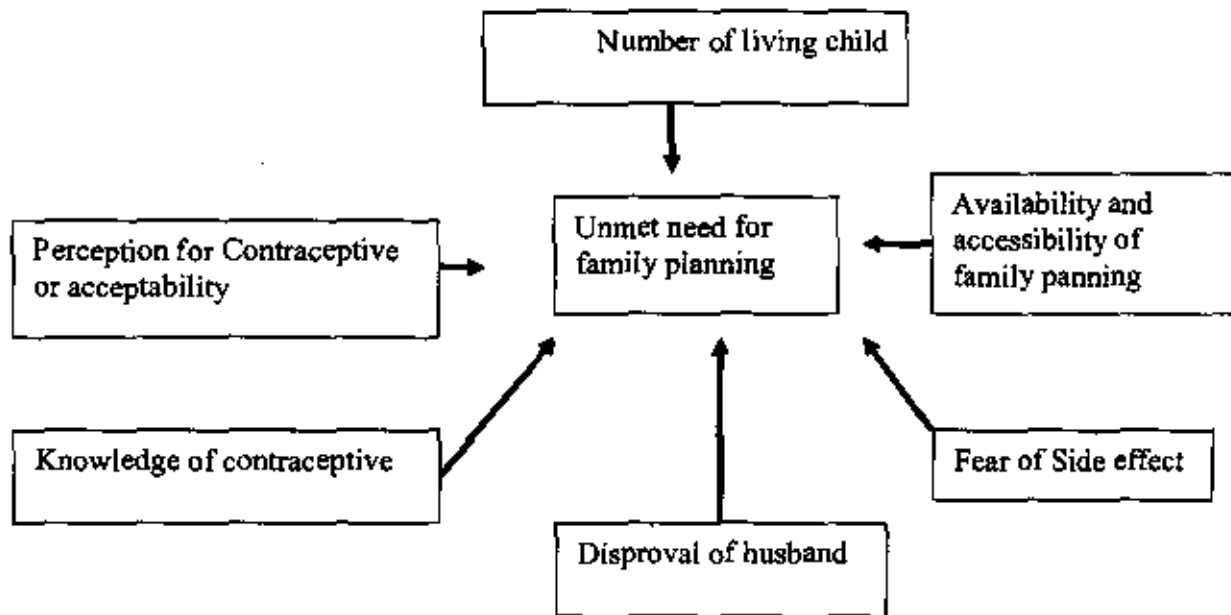 Number of living child
Unmet need for
family planning
Availability and
accessibility of
family panning
Perception for Contraceptive
or acceptability
Knowledge of contraceptive
Fear of Side effect
Disproval of husband